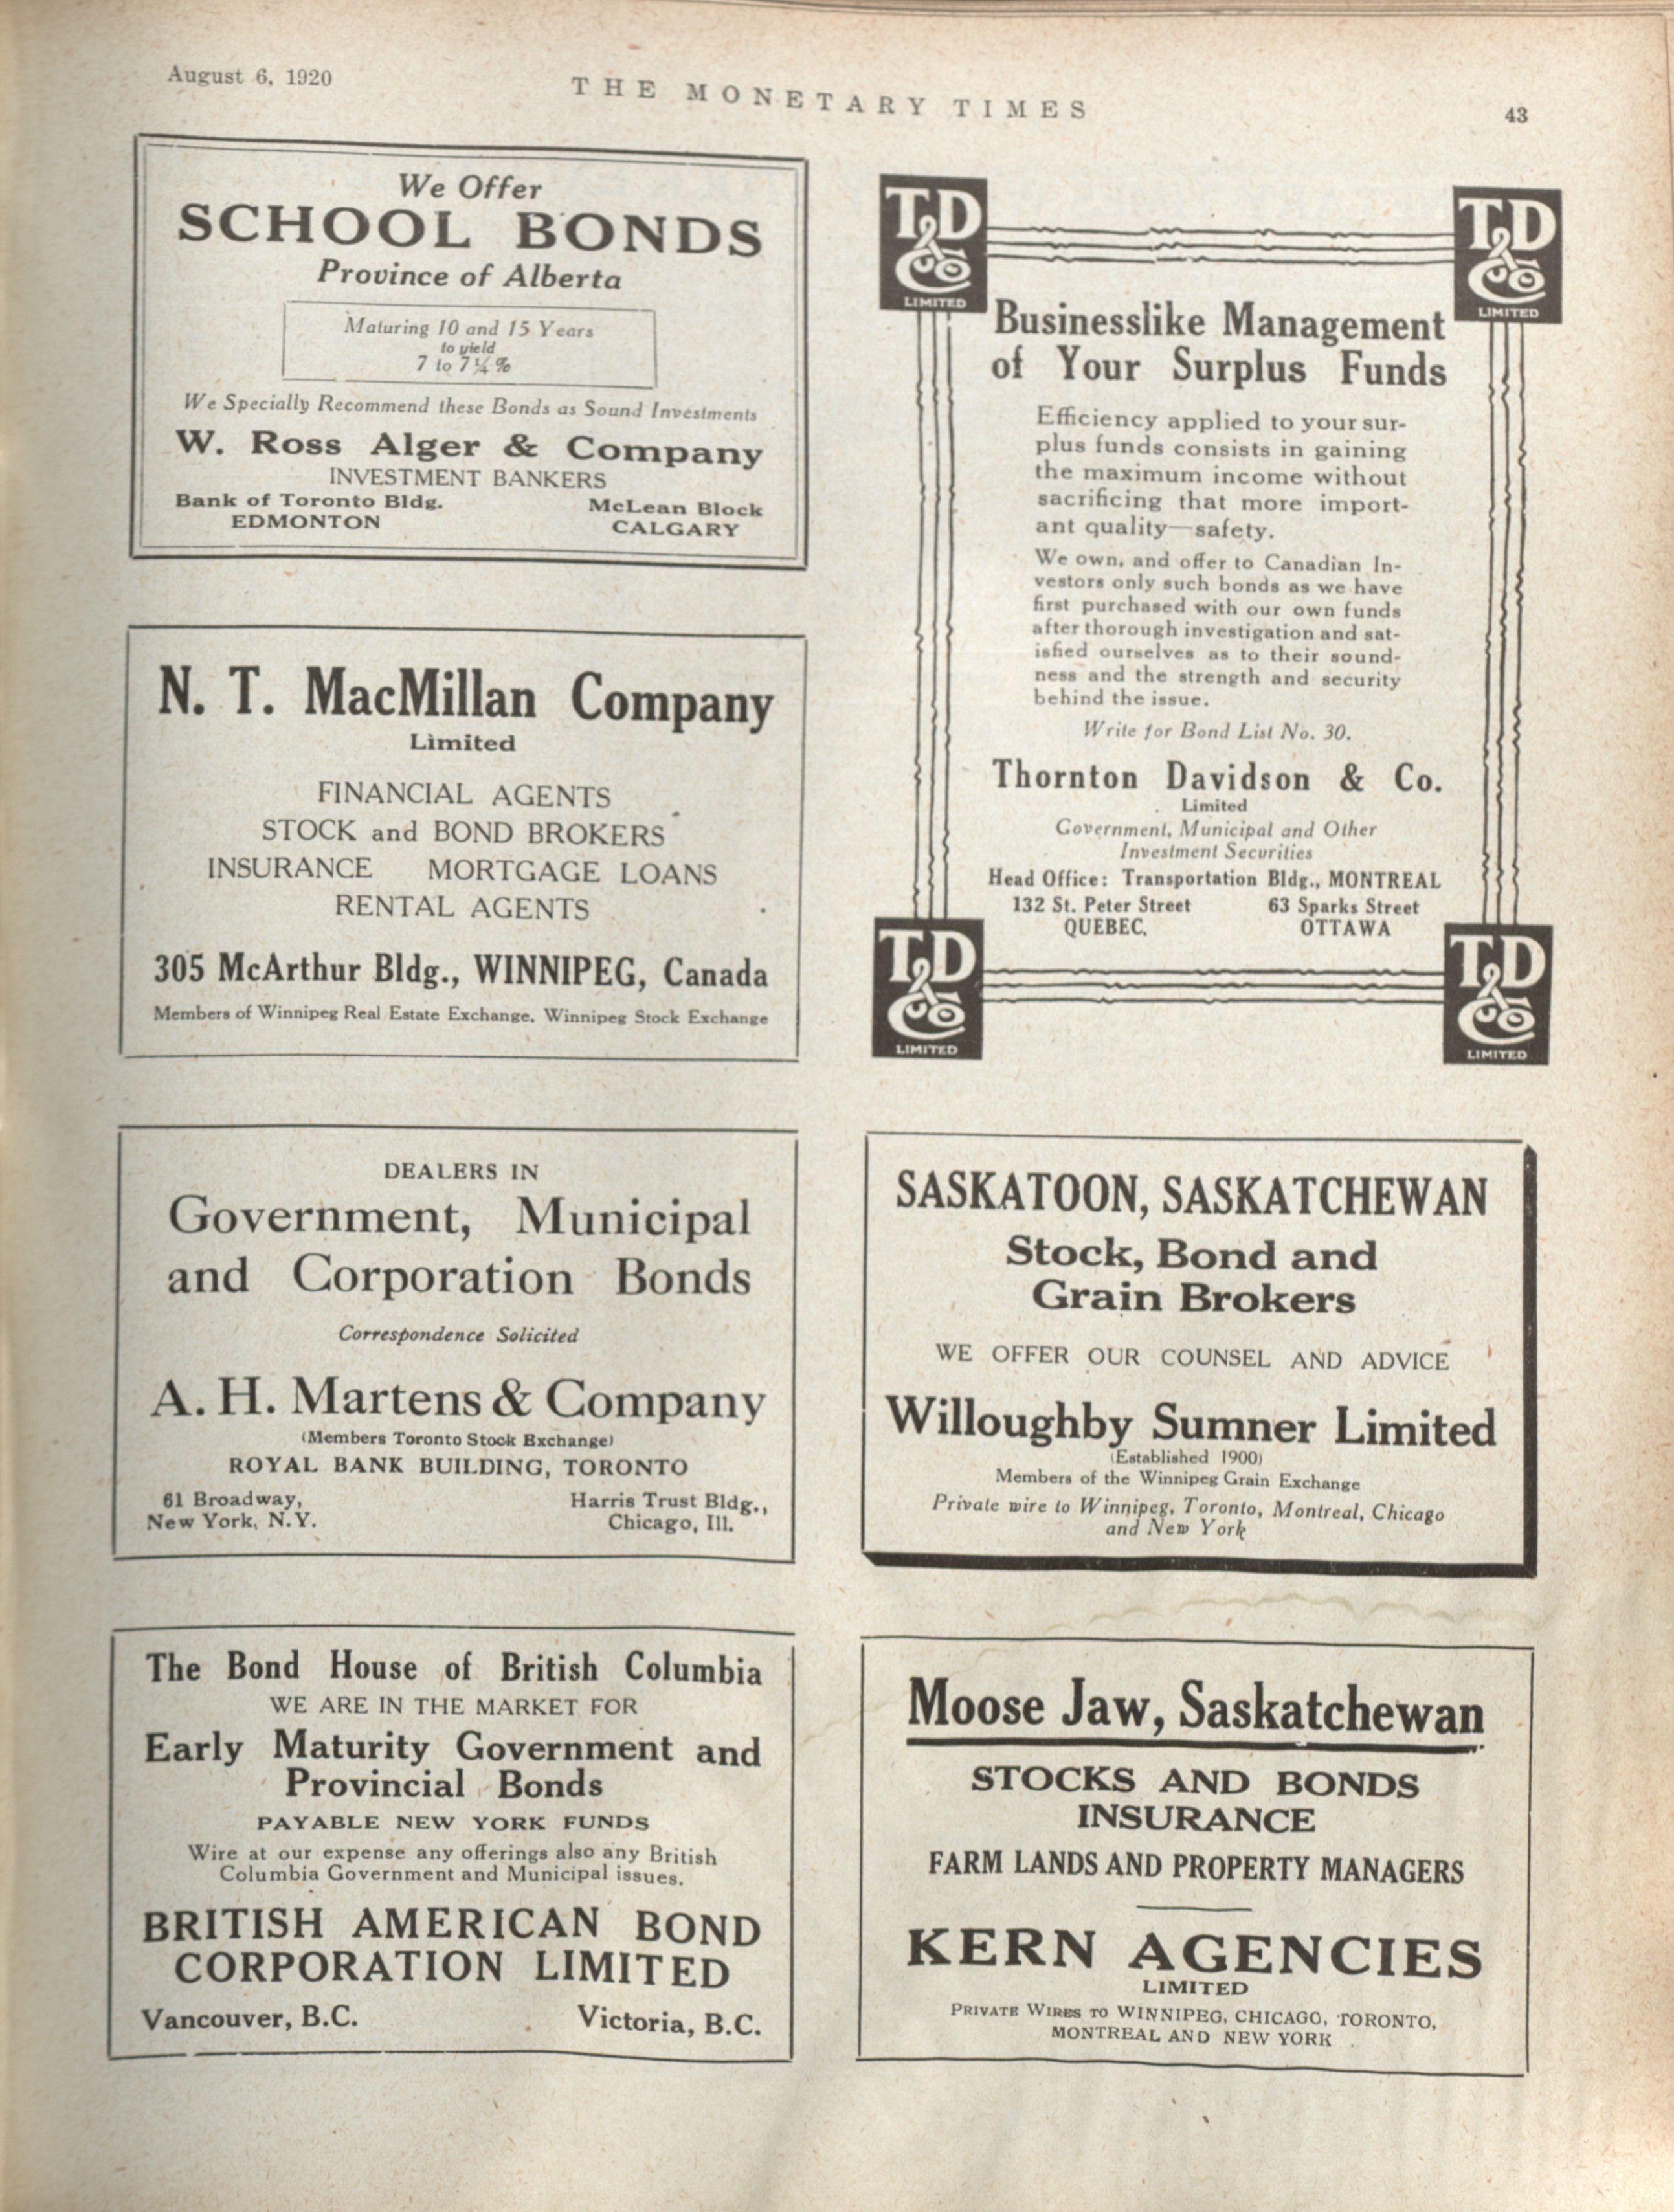 August 6, 1920
THE MONETARY TIMES
43
We Offer
SCHOOL BONDS
Province of Alberta
Maturing 10 and 15 Years
to yield
7 to 7¼%
We Specially Recommend these Bonds as Sound Investments
W. Ross Alger & Company
INVESTMENT BANKERS
Bank of Toronto Bldg.
EDMONTON
McLean Block
CALGARY
N. T. MacMillan Company
Limited
FINANCIAL AGENTS
STOCK and BOND BROKERS
INSURANCE MORTGAGE LOANS
RENTAL AGENTS
305 McArthur Bldg., WINNIPEG, Canada
Members of Winnipeg Real Estate Exchange, Winnipeg Stock Exchange
DEALERS IN
Government, Municipal
and Corporation Bonds
Correspondence Solicited
A. H. Martens & Company
(Members Toronto Stock Exchange)
ROYAL BANK BUILDING, TORONTO
61 Broadway,
New York, N.Y.
Harris Trust Bldg.,
Chicago, Ill.
The Bond House of British Columbia
WE ARE IN THE MARKET FOR
Early Maturity Government and
Provincial Bonds
PAYABLE NEW YORK FUNDS
Wire at our expense any offerings also any British
Columbia Government and Municipal issues.
BRITISH AMERICAN BOND
CORPORATION LIMITED
Vancouver, B.C.
Victoria, B.C.
T.D
& CO
LIMITED
T.D
& CO
LIMITED
Businesslike Management
of Your Surplus Funds
Efficiency applied to your sur-
plus funds consists in gaining
the maximum income without
sacrificing that more import-
ant quality—safety.
We own, and offer to Canadian In-
vestors only such bonds as we have
first purchased with our own funds
after thorough investigation and sat-
isfied ourselves as to their sound-
ness and the strength and security
behind the issue.
Write for Bond List No. 30.
Thornton Davidson & Co.
Limited
Government, Municipal and Other
Investment Securities
Head Office: Transportation Bldg., MONTREAL
132 St. Peter Street
QUEBEC.
63 Sparks Street
OTTAWA
T.D
& CO
LIMITED
T.D
& CO
LIMITED
SASKATOON, SASKATCHEWAN
Stock, Bond and
Grain Brokers
WE OFFER OUR COUNSEL AND ADVICE
Willoughby Sumner Limited
(Established 1900)
Members of the Winnipeg Grain Exchange
Private wire to Winnipeg, Toronto, Montreal, Chicago
and New York
Moose Jaw, Saskatchewan
STOCKS AND BONDS
INSURANCE
FARM LANDS AND PROPERTY MANAGERS
KERN AGENCIES
LIMITED
PRIVATE WIRES TO WINNIPEG, CHICAGO, TORONTO,
MONTREAL AND NEW YORK